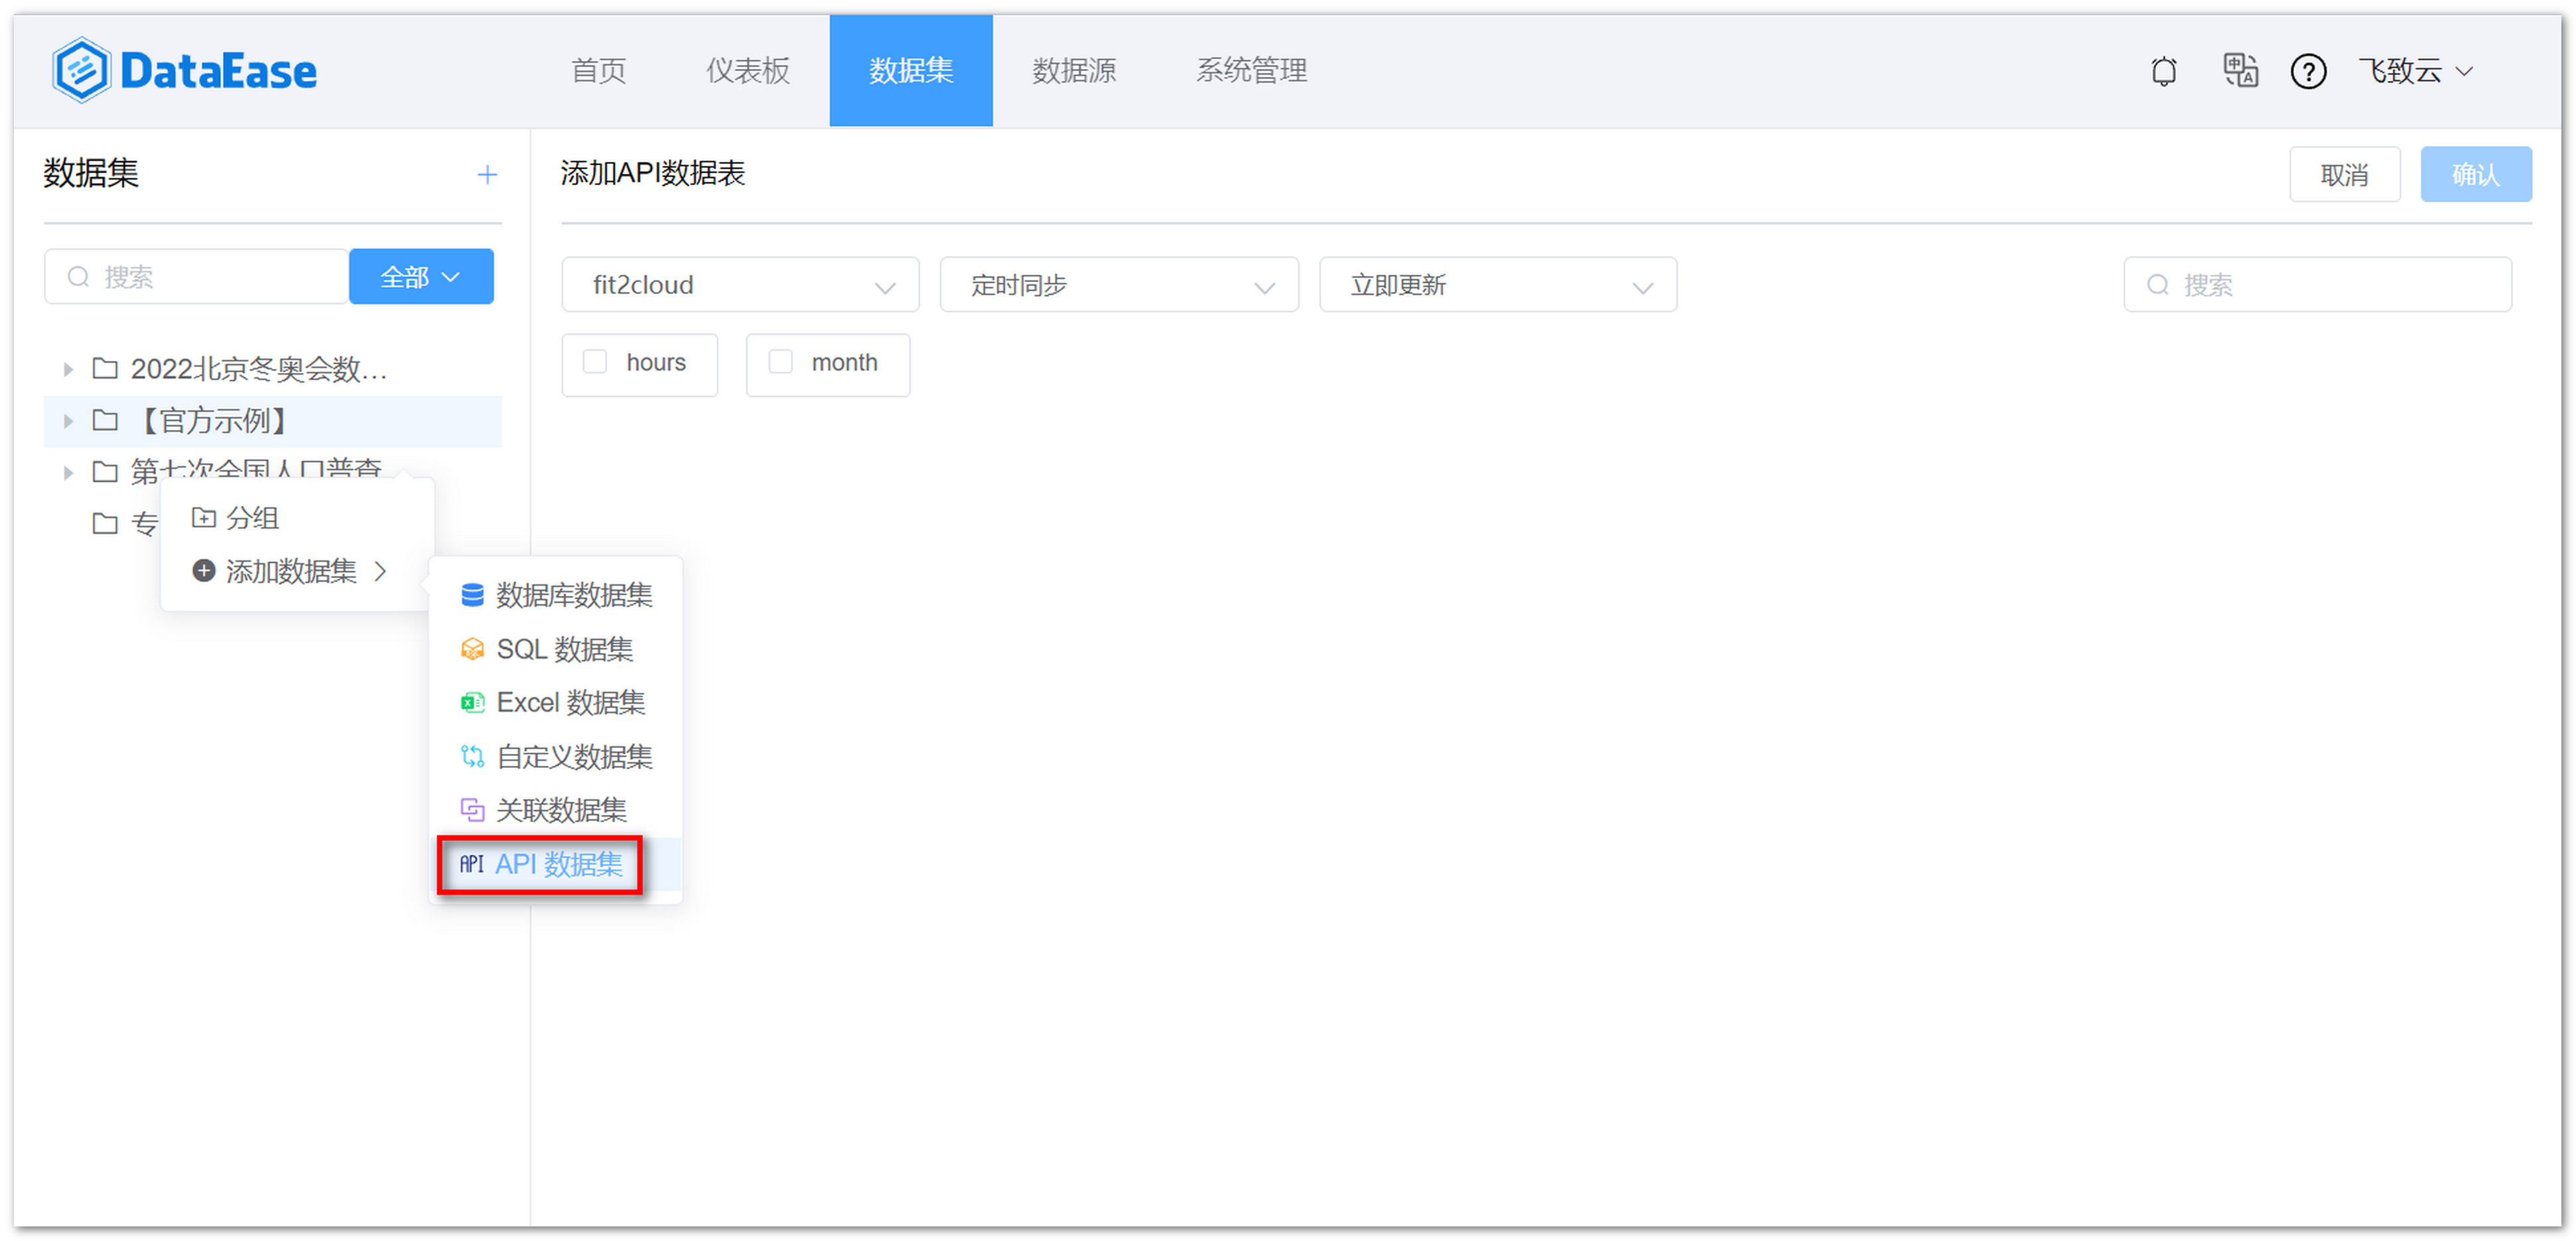 DataEase
首页 仪表板 数据集 数据源 系统管理 飞致云
数据集
添加API数据表 取消 确认
搜索 全部
fit2cloud 定时同步 立即更新 搜索
hours month
2022北京冬奥会数...
【官方示例】
第七次全国人口普查
专
分组
添加数据集
数据库数据集
SQL 数据集
Excel 数据集
自定义数据集
关联数据集
API API 数据集